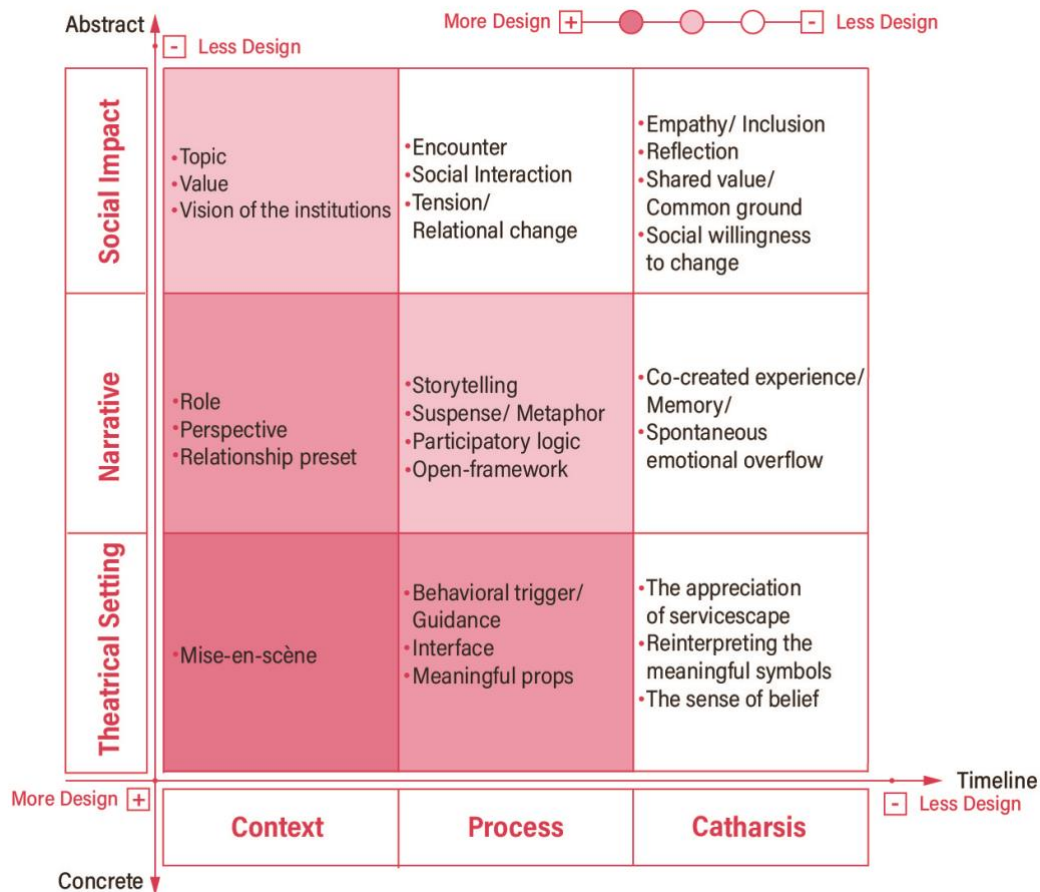 Abstract
More Design +
- Less Design
- Less Design
Social Impact
•Topic
•Value
•Vision of the institutions
•Encounter
•Social Interaction
•Tension/
Relational change
•Empathy/ Inclusion
•Reflection
•Shared value/
Common ground
•Social willingness
to change
Narrative
•Role
•Perspective
•Relationship preset
•Storytelling
•Suspense/ Metaphor
•Participatory logic
•Open-framework
•Co-created experience/
Memory/
•Spontaneous
emotional overflow
Theatrical Setting
•Mise-en-scène
•Behavioral trigger/
Guidance
•Interface
•Meaningful props
•The appreciation
of servicescape
•Reinterpreting the
meaningful symbols
•The sense of belief
Timeline
More Design +
- Less Design
Context
Process
Catharsis
Concrete